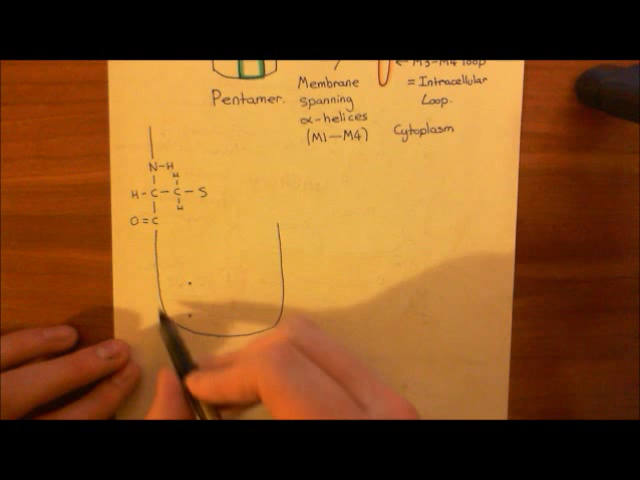 Pentamer.
Membrane
spanning
α-helices
(M1-M4)
← M3-M4 loop
= Intracellular
Loop.
Cytoplasm
N-H
H
H-C-C-S
H
O=C